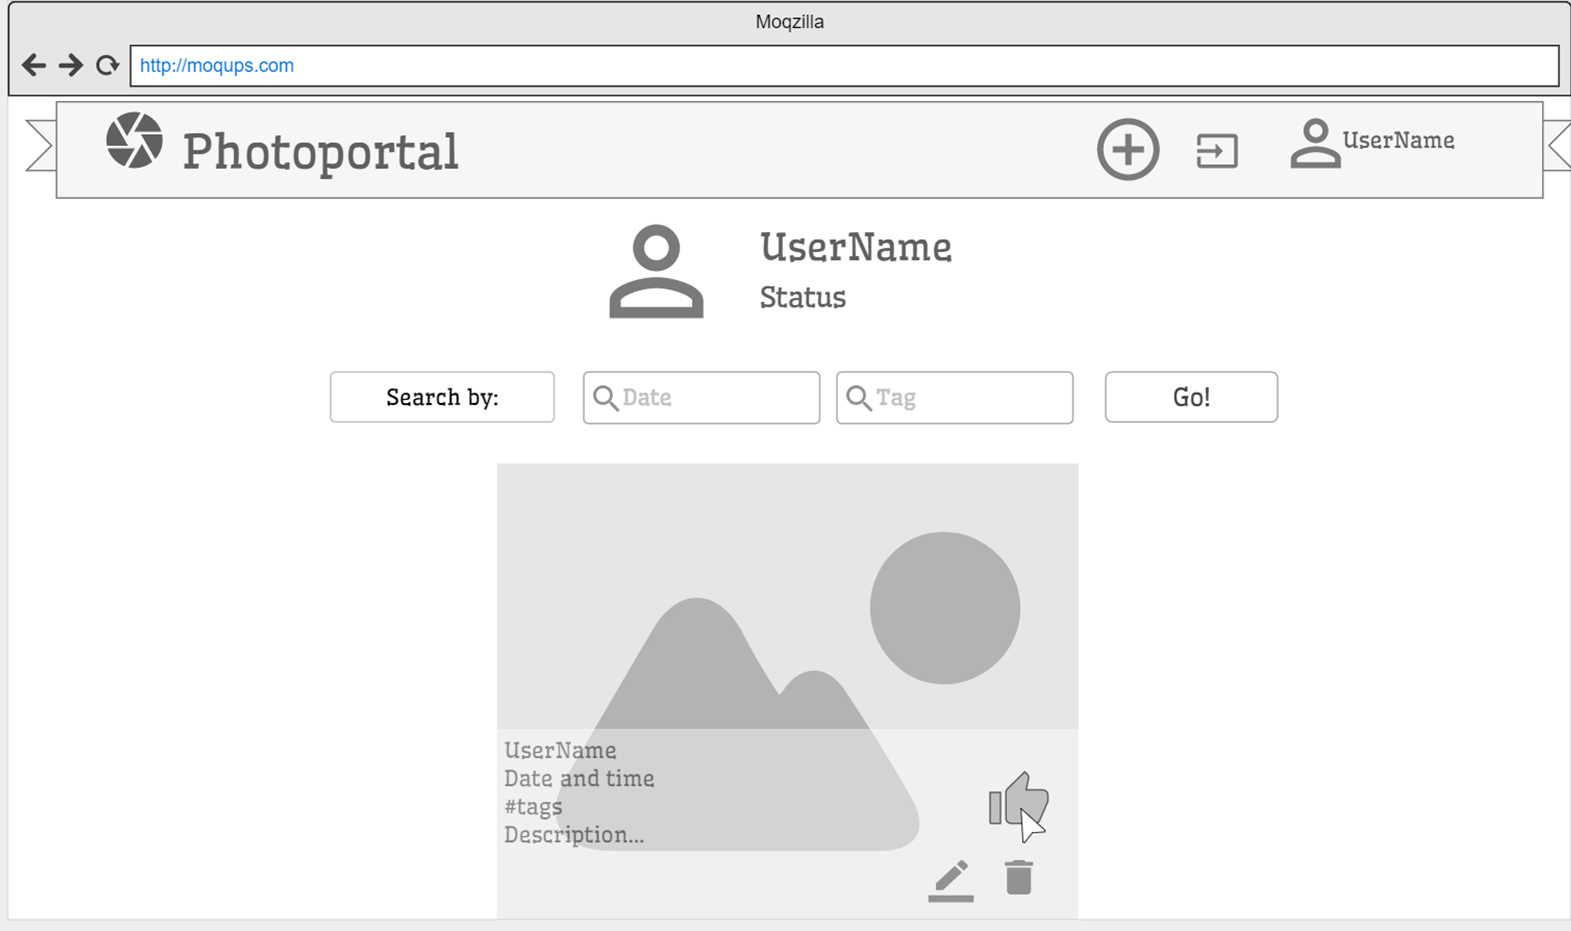 Moqzilla
http://moqups.com
Photoportal
UserName
UserName
Status
Search by:
Date
Tag
Go!
UserName
Date and time
#tags
Description...